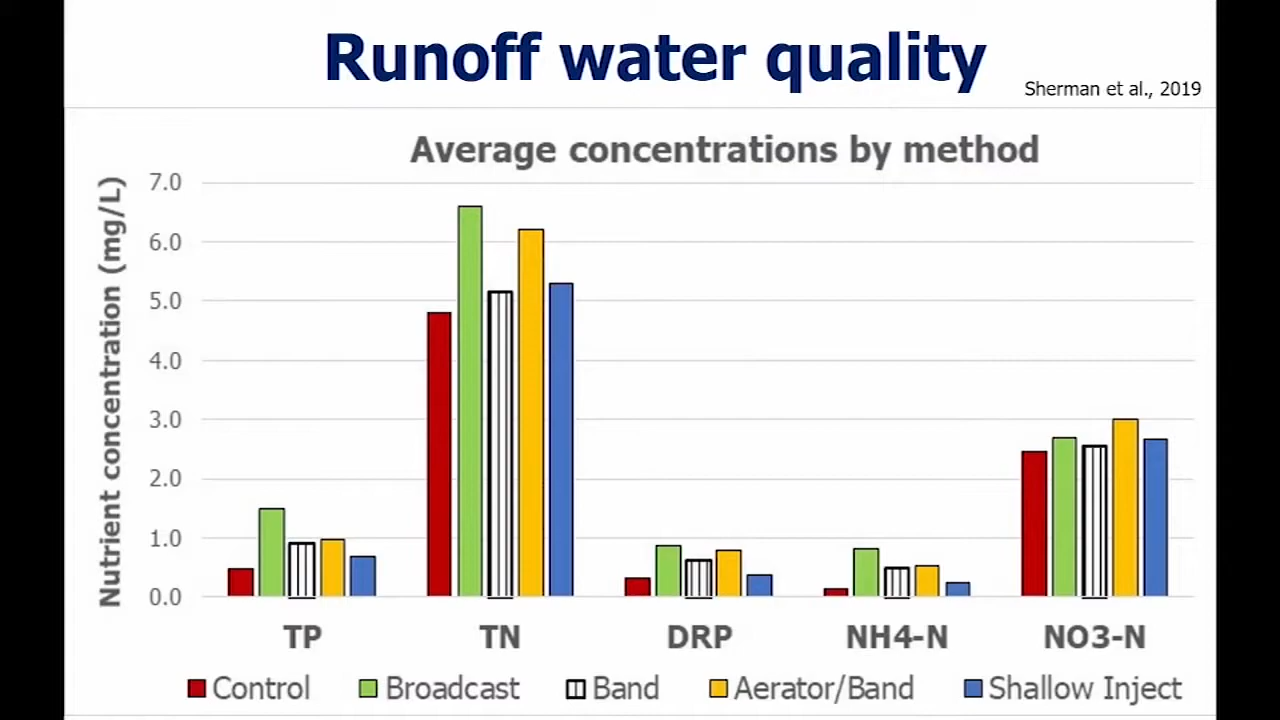 Runoff water quality
Sherman et al., 2019
Average concentrations by method
Nutrient concentration (mg/L)
7.0
6.0
5.0
4.0
3.0
2.0
1.0
0.0
TP TN DRP NH4-N NO3-N
Control Broadcast Band Aerator/Band Shallow Inject